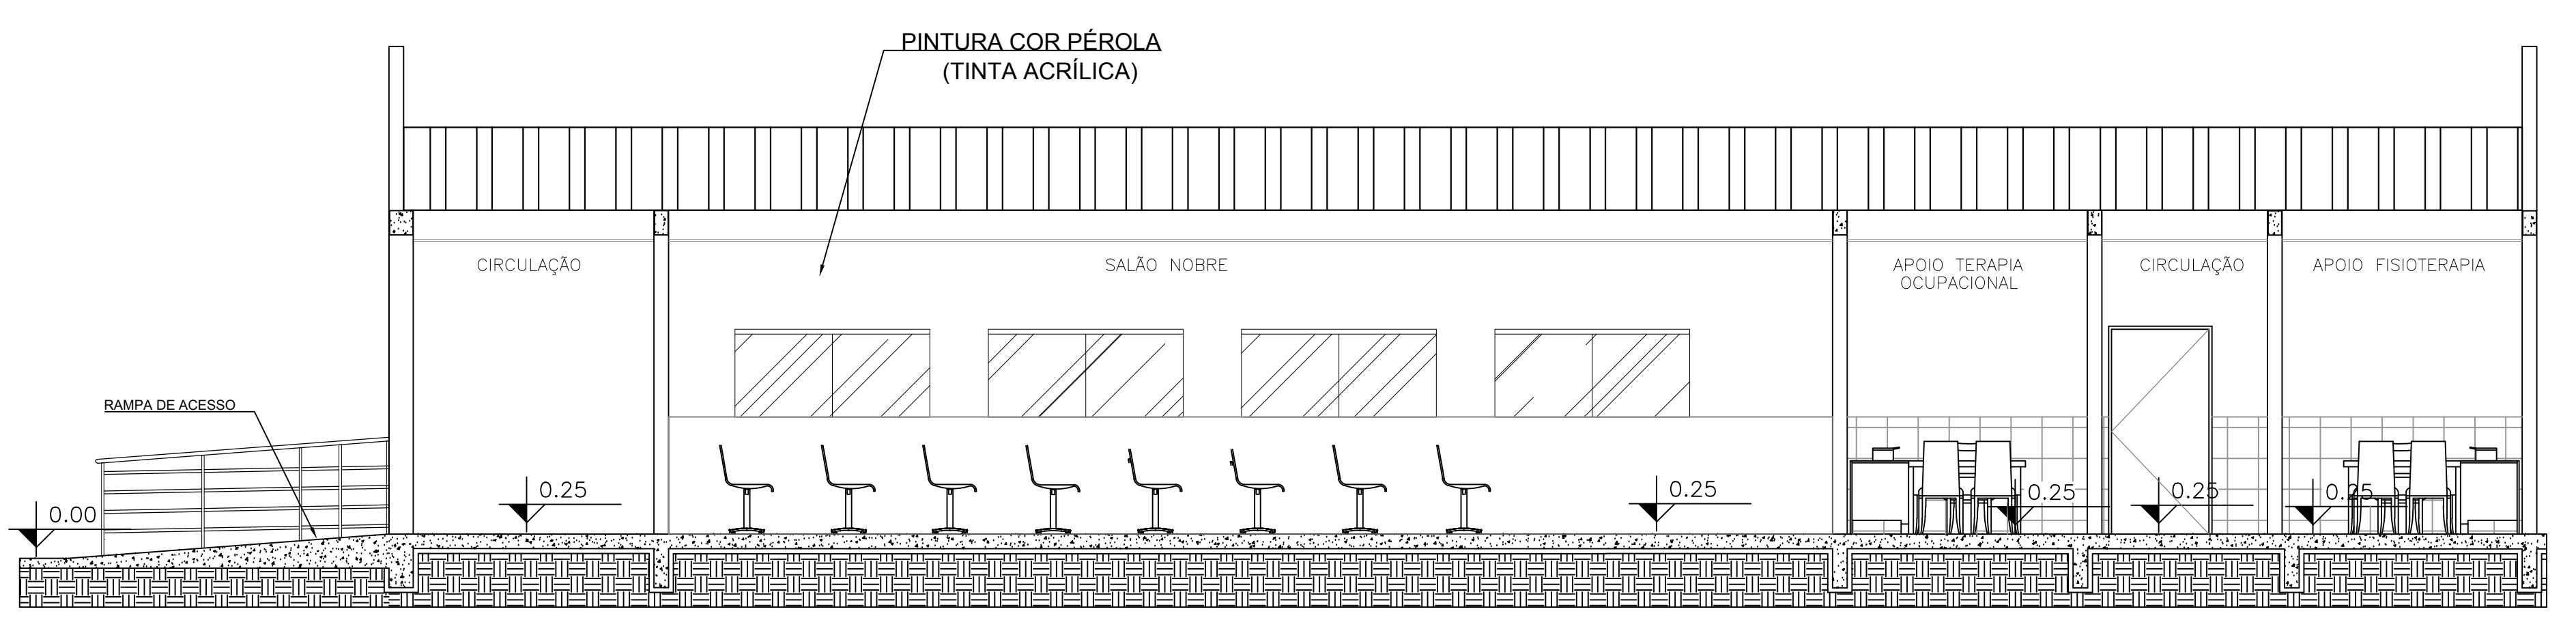 PINTURA COR PÉROLA
(TINTA ACRÍLICA)
CIRCULAÇÃO
SALÃO NOBRE
APOIO TERAPIA
OCUPACIONAL
CIRCULAÇÃO
APOIO FISIOTERAPIA
RAMPA DE ACESSO
0.00
0.25
0.25
0.25
0.25
0.25